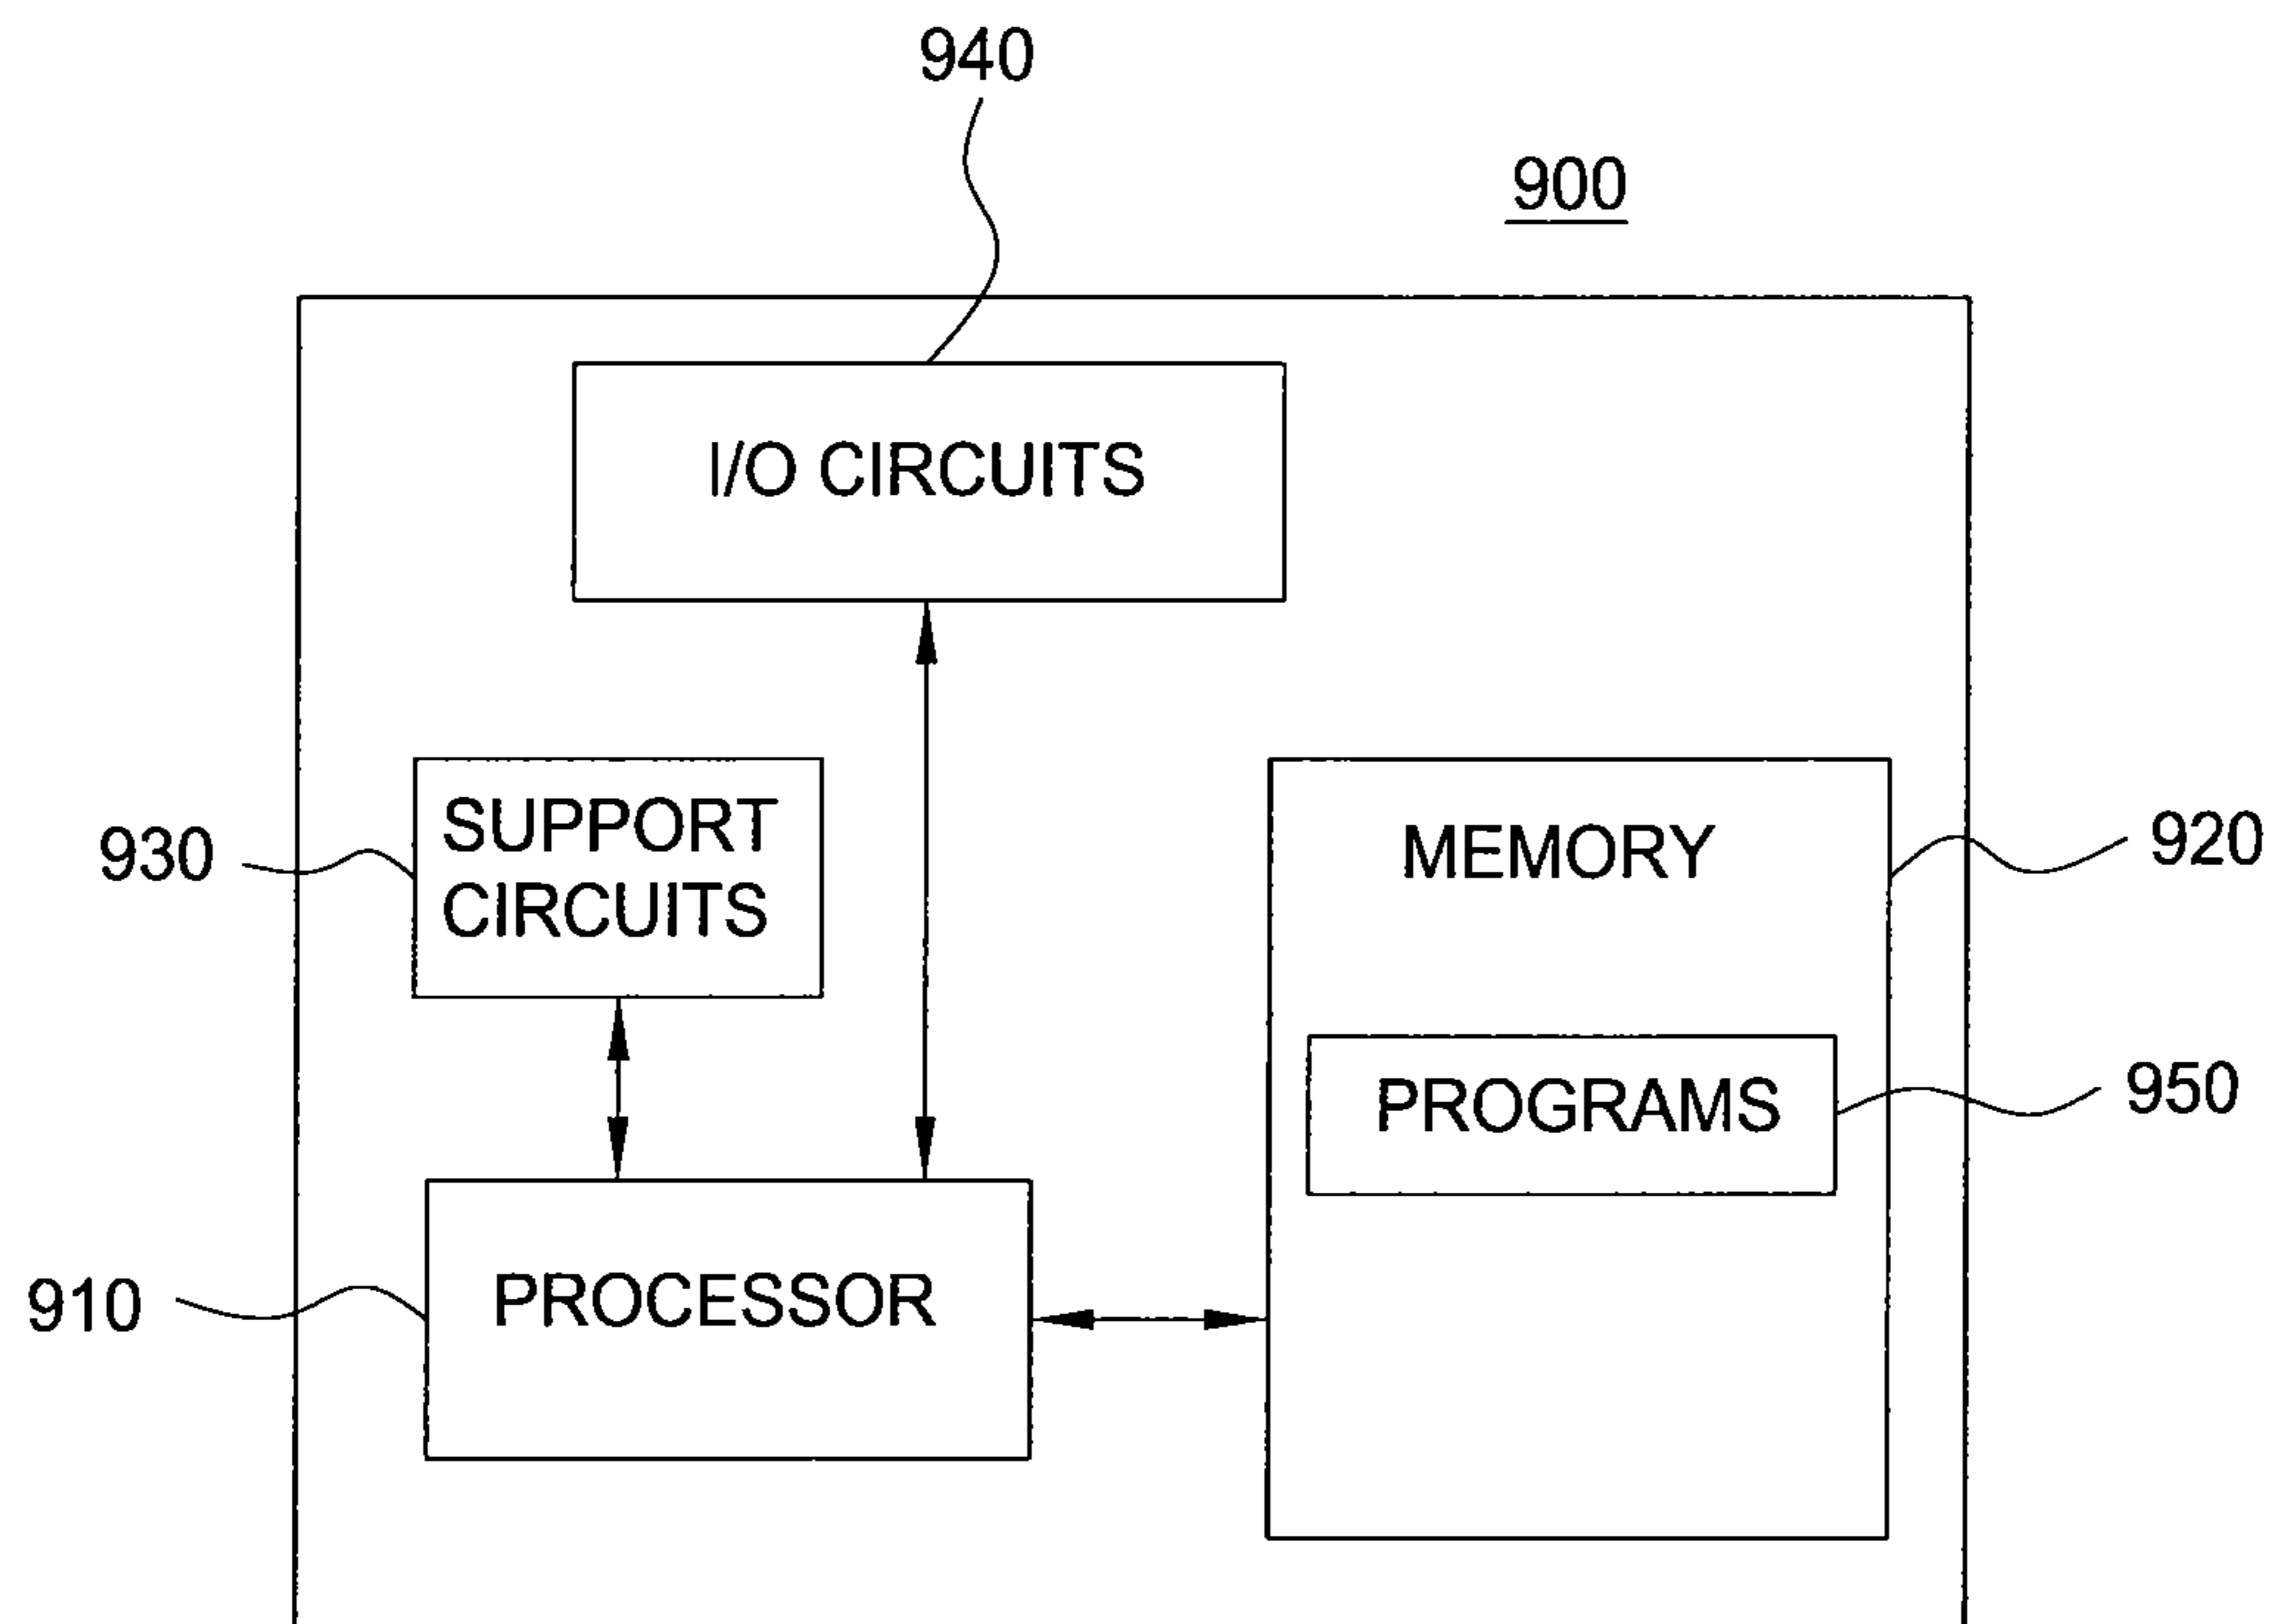 940
900
I/O CIRCUITS
SUPPORT
CIRCUITS
930
MEMORY
920
PROGRAMS
950
PROCESSOR
910